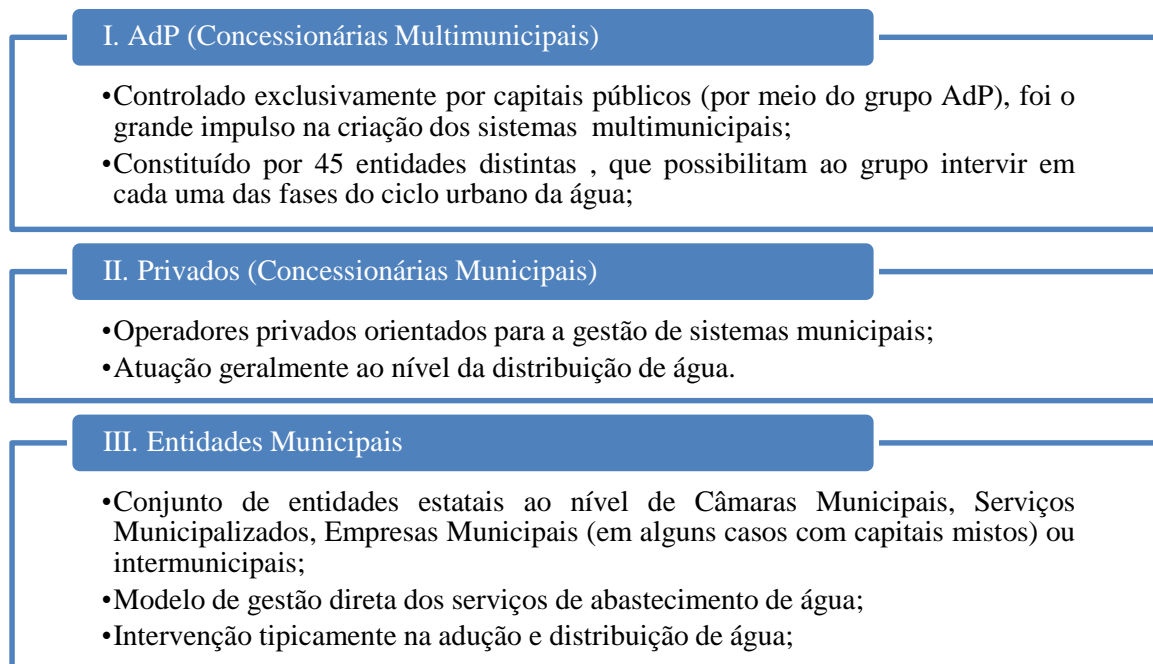 I. AdP (Concessionárias Multimunicipais)
•Controlado exclusivamente por capitais públicos (por meio do grupo AdP), foi o
grande impulso na criação dos sistemas multimunicipais;
•Constituído por 45 entidades distintas , que possibilitam ao grupo intervir em
cada uma das fases do ciclo urbano da água;
II. Privados (Concessionárias Municipais)
•Operadores privados orientados para a gestão de sistemas municipais;
•Atuação geralmente ao nível da distribuição de água.
III. Entidades Municipais
•Conjunto de entidades estatais ao nível de Câmaras Municipais, Serviços
Municipalizados, Empresas Municipais (em alguns casos com capitais mistos) ou
intermunicipais;
•Modelo de gestão direta dos serviços de abastecimento de água;
•Intervenção tipicamente na adução e distribuição de água;